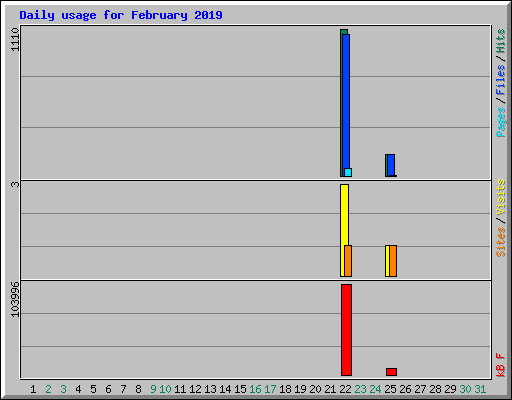 Daily usage for February 2019
1110
Pages/Files/Hits
3
Sites/Visits
103996
kB F
1 2 3 4 5 6 7 8 9 10 11 12 13 14 15 16 17 18 19 20 21 22 23 24 25 26 27 28 29 30 31